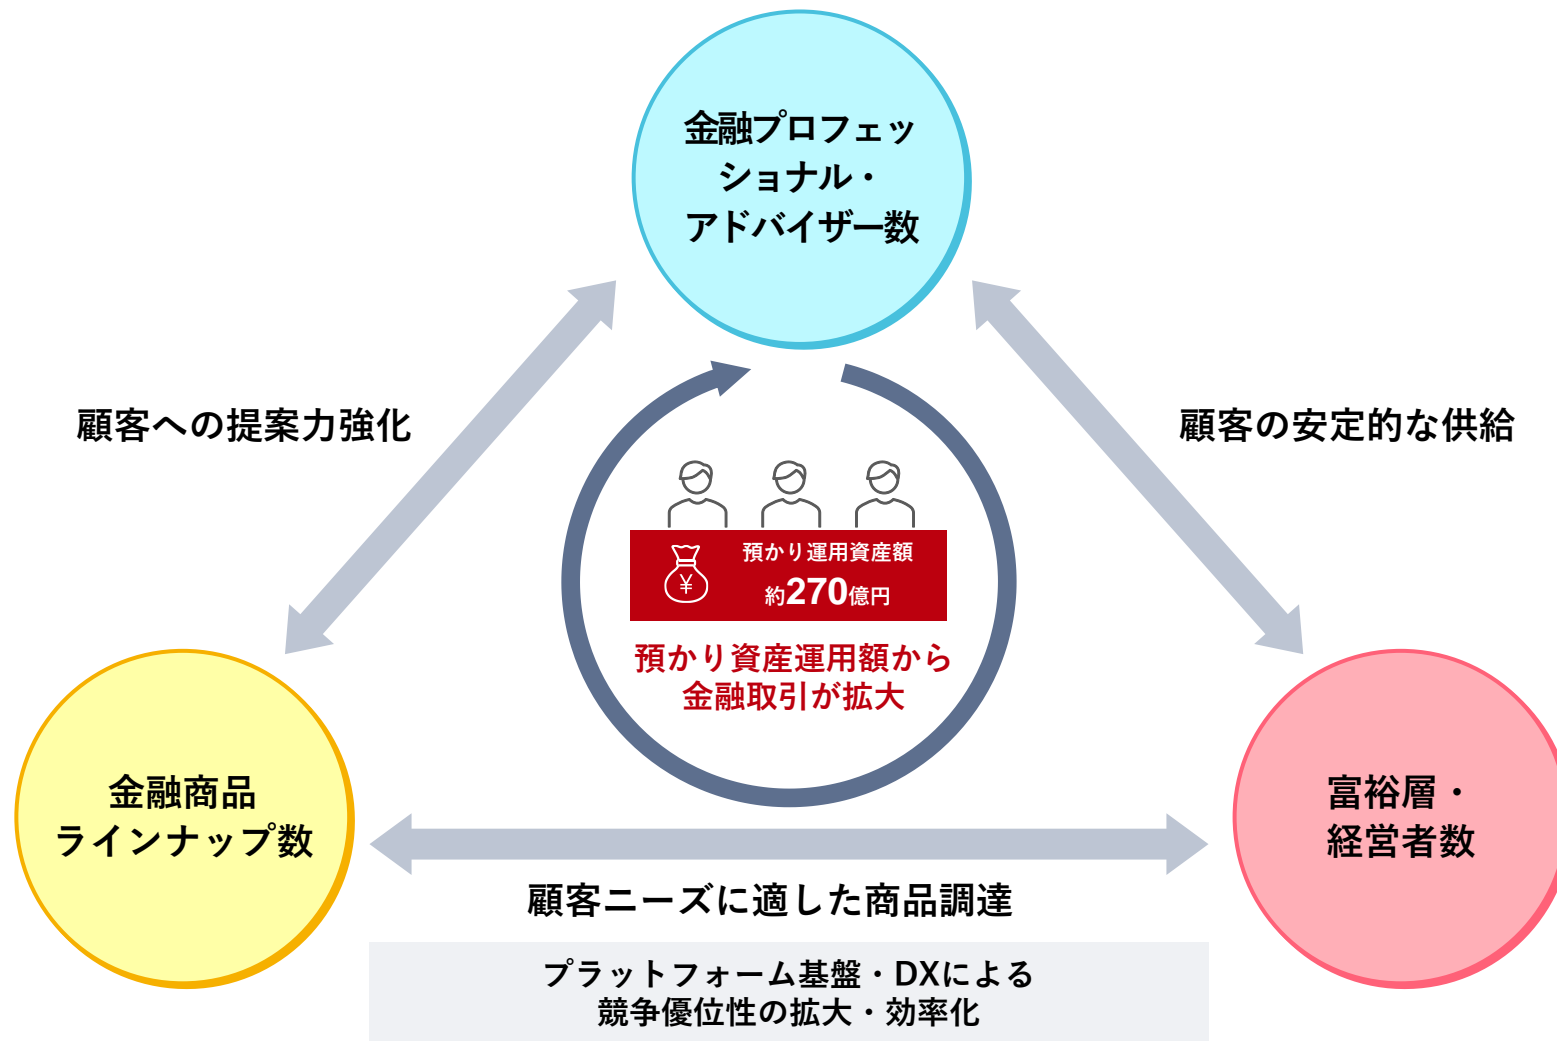 金融プロフェッ
ショナル・
アドバイザー数
顧客への提案力強化
顧客の安定的な供給
¥
預かり運用資産額
約270億円
預かり資産運用額から
金融取引が拡大
金融商品
ラインナップ数
富裕層・
経営者数
顧客ニーズに適した商品調達
プラットフォーム基盤・DXによる
競争優位性の拡大・効率化